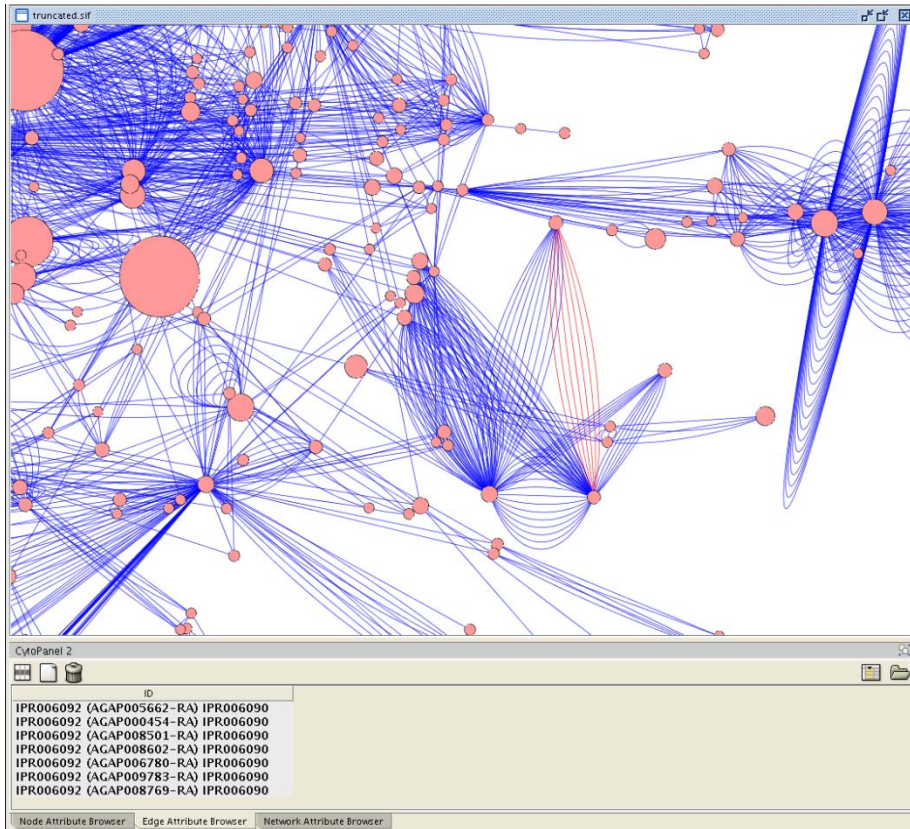 truncated.sif
CytoPanel 2
ID
IPR006092 (AGAP005662-RA) IPR006090
IPR006092 (AGAP000454-RA) IPR006090
IPR006092 (AGAP008501-RA) IPR006090
IPR006092 (AGAP008602-RA) IPR006090
IPR006092 (AGAP006780-RA) IPR006090
IPR006092 (AGAP009783-RA) IPR006090
IPR006092 (AGAP008769-RA) IPR006090
Node Attribute Browser Edge Attribute Browser Network Attribute Browser